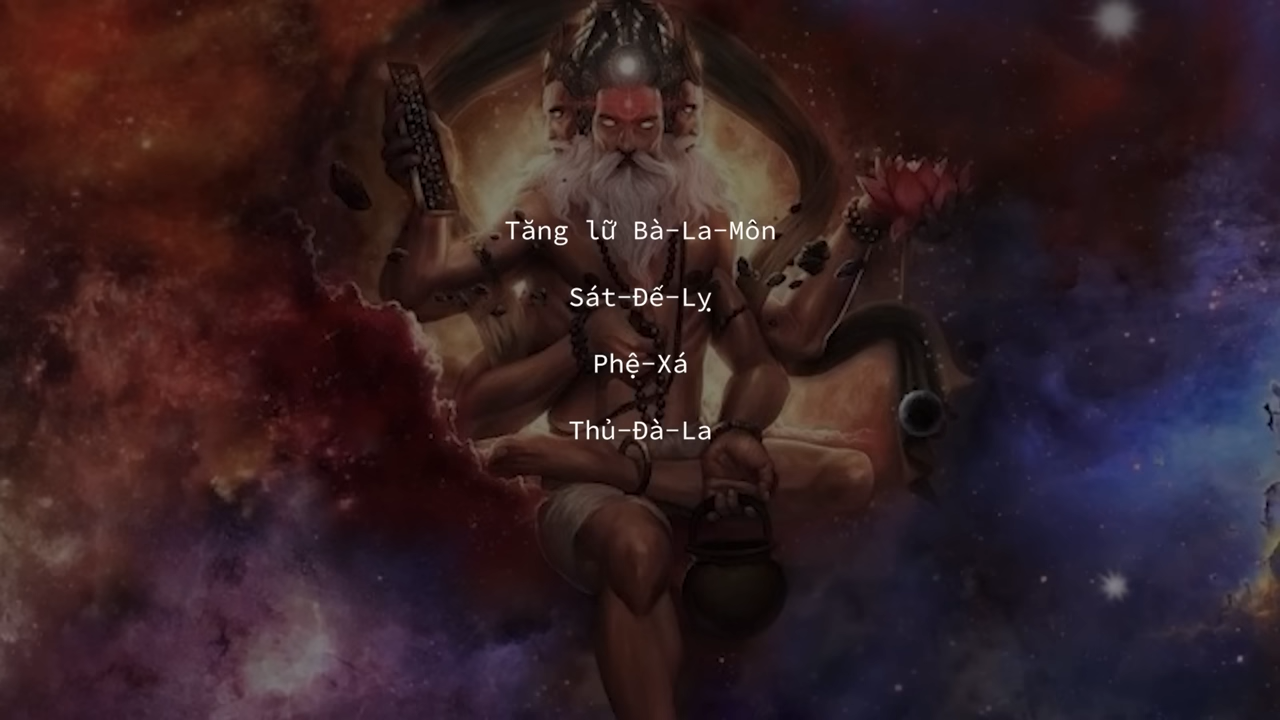 Tăng lữ Bà-La-Môn
Sát-Đế-Lỵ
Phệ-Xá
Thủ-Đà-La